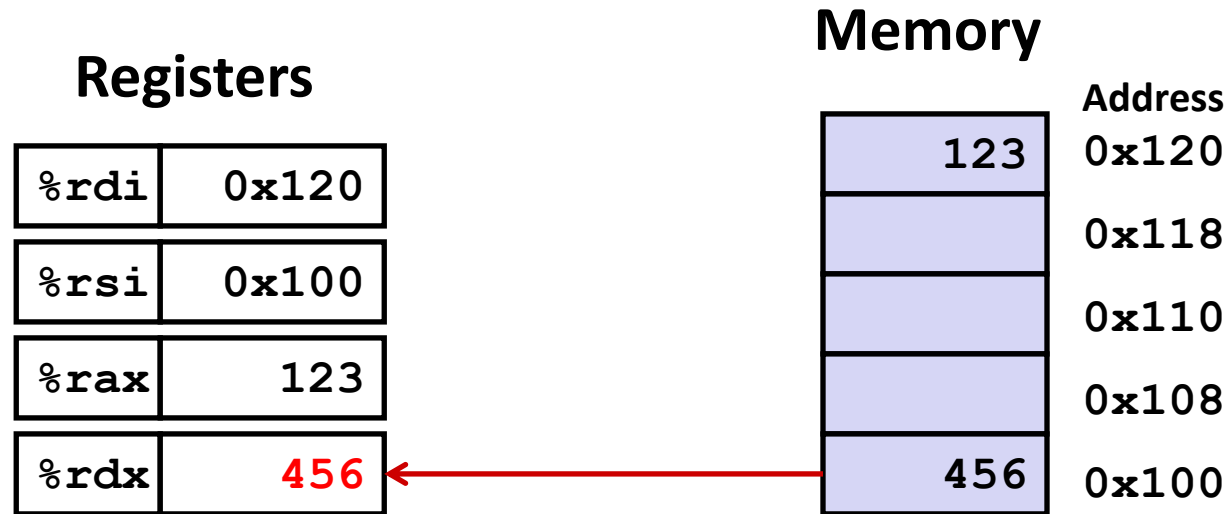 Memory
Registers
Address
%rdi 0x120
123 0x120
0x118
%rsi 0x100
0x110
%rax 123
0x108
%rdx 456
456 0x100